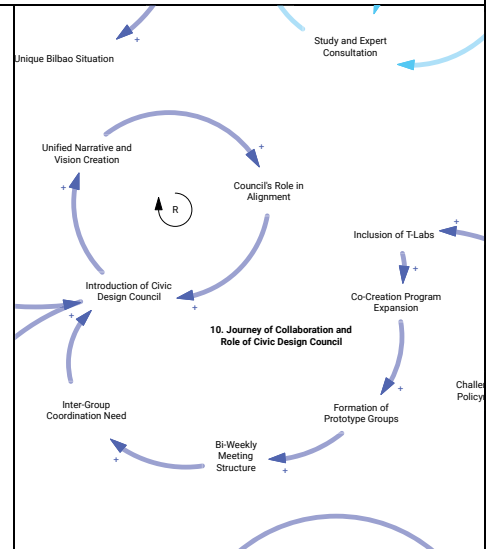 Study and Expert
Consultation
+
Unique Bilbao Situation
Unified Narrative and
Vision Creation
+
+
Council's Role in
Alignment
R
Inclusion of T-Labs
+
+
Introduction of Civic
Design Council
+
+
Co-Creation Program
Expansion
10. Journey of Collaboration and
Role of Civic Design Council
+
Inter-Group
Coordination Need
Formation of
Prototype Groups
Bi-Weekly
Meeting
Structure
+
+